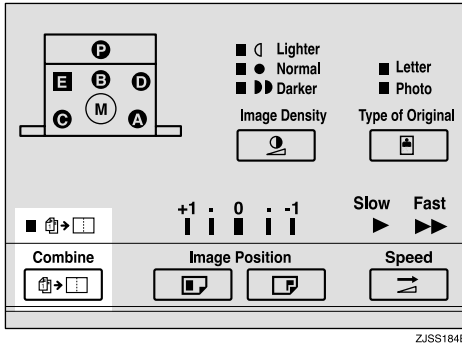 P
E B D
C M A
Lighter
Normal
Darker
Letter
Photo
Image Density
Type of Original
+1 . 0 . -1
Slow Fast
Combine
Image Position
Speed
ZJSS184E